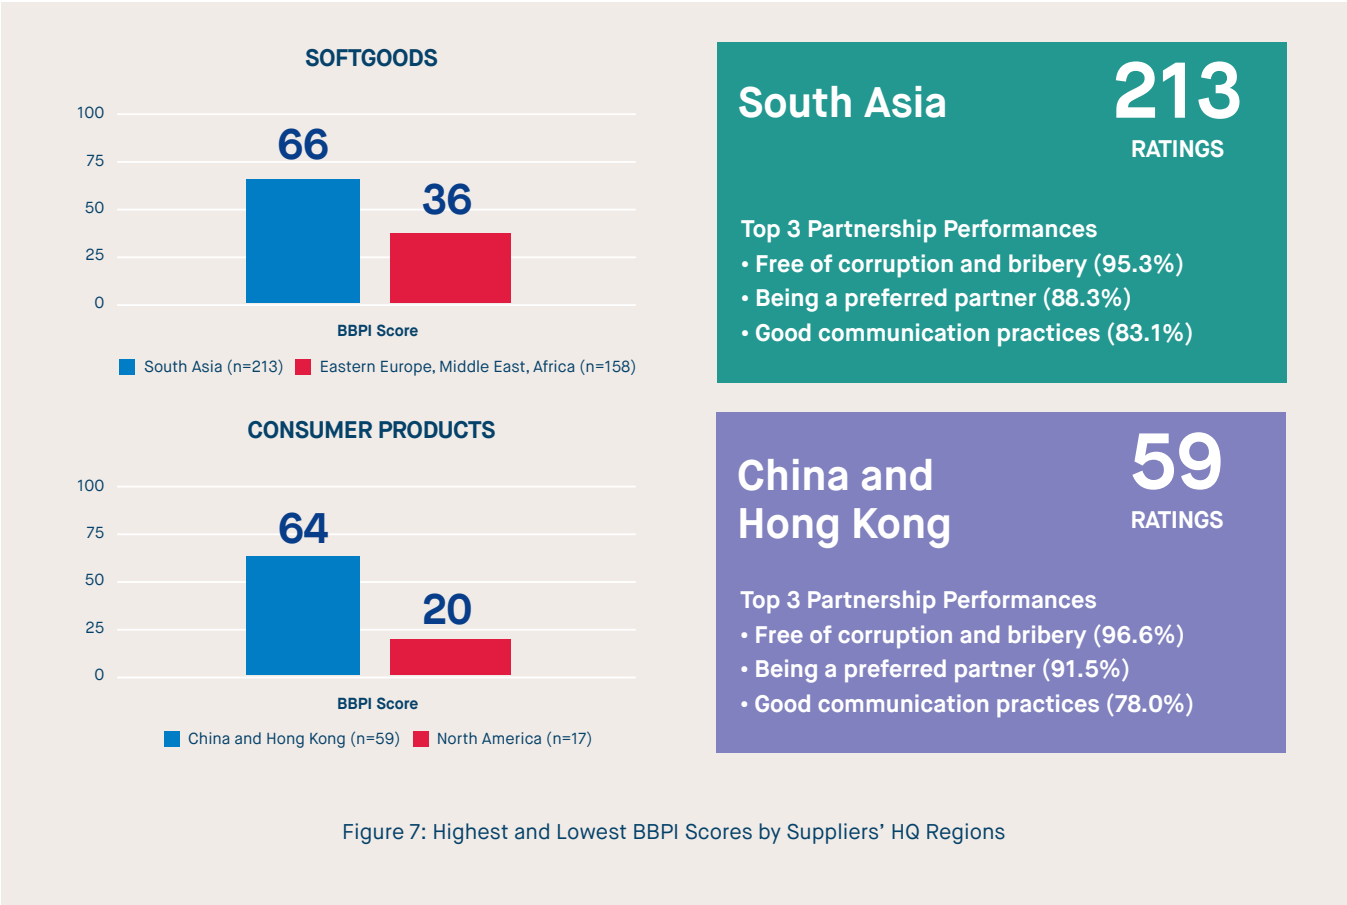 SOFTGOODS
100
75
50
25
0
66
36
BBPI Score
South Asia (n=213)
Eastern Europe, Middle East, Africa (n=158)
South Asia
213
RATINGS
Top 3 Partnership Performances
• Free of corruption and bribery (95.3%)
• Being a preferred partner (88.3%)
• Good communication practices (83.1%)
CONSUMER PRODUCTS
100
75
50
25
0
64
20
BBPI Score
China and Hong Kong (n=59)
North America (n=17)
China and
Hong Kong
59
RATINGS
Top 3 Partnership Performances
• Free of corruption and bribery (96.6%)
• Being a preferred partner (91.5%)
• Good communication practices (78.0%)
Figure 7: Highest and Lowest BBPI Scores by Suppliers’ HQ Regions